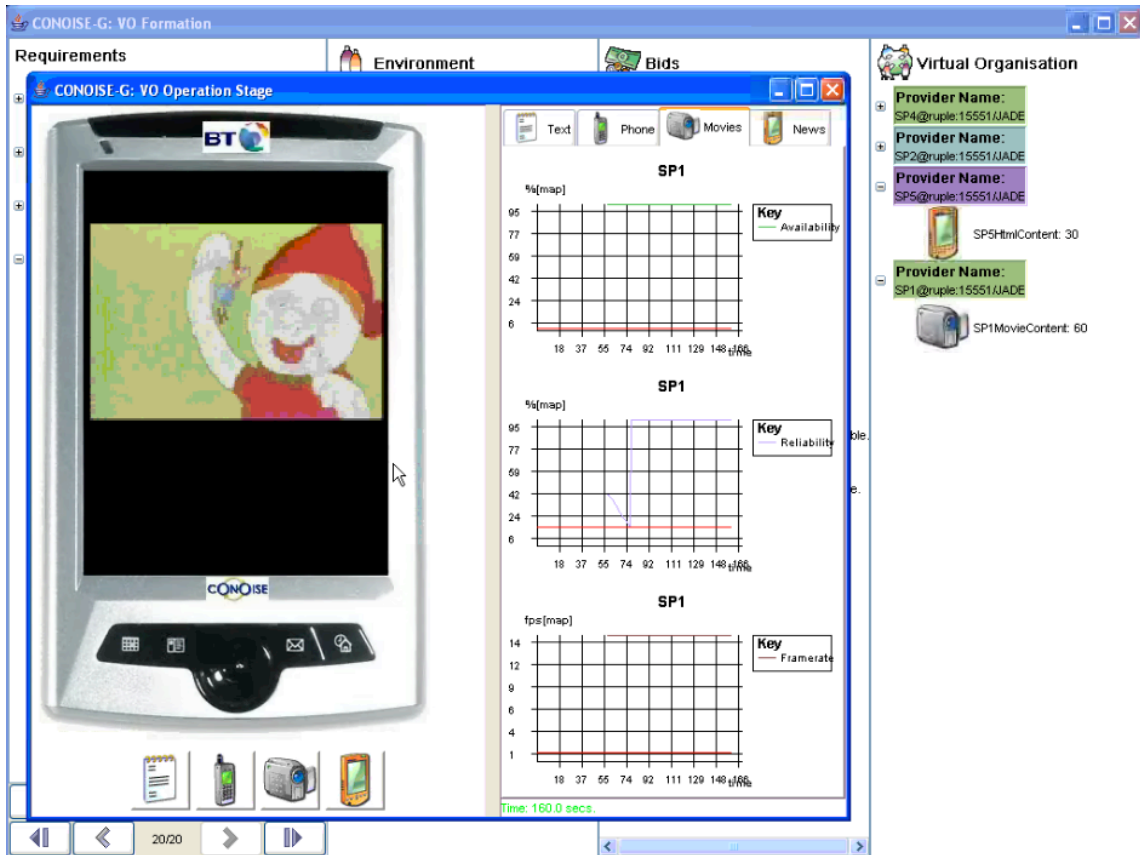 CONOISE-G: VO Formation
Requirements
Environment
Bids
Virtual Organisation
CONOISE-G: VO Operation Stage
BT
CONOISE
Text
Phone
Movies
News
SP1
%[map]
95
77
59
42
24
6
18 37 55 74 92 111 129 148 166
time
Key
Availability
SP1
%[map]
95
77
59
42
24
6
18 37 55 74 92 111 129 148 166
time
Key
Reliability
SP1
fps[map]
14
12
9
6
4
1
18 37 55 74 92 111 129 148 166
time
Key
Framerate
Time: 160.0 secs.
ble.
e.
Provider Name:
SP4@ruple:15551/JADE
Provider Name:
SP2@ruple:15551/JADE
Provider Name:
SP5@ruple:15551/JADE
SP5HtmlContent: 30
Provider Name:
SP1@ruple:15551/JADE
SP1MovieContent: 60
20/20